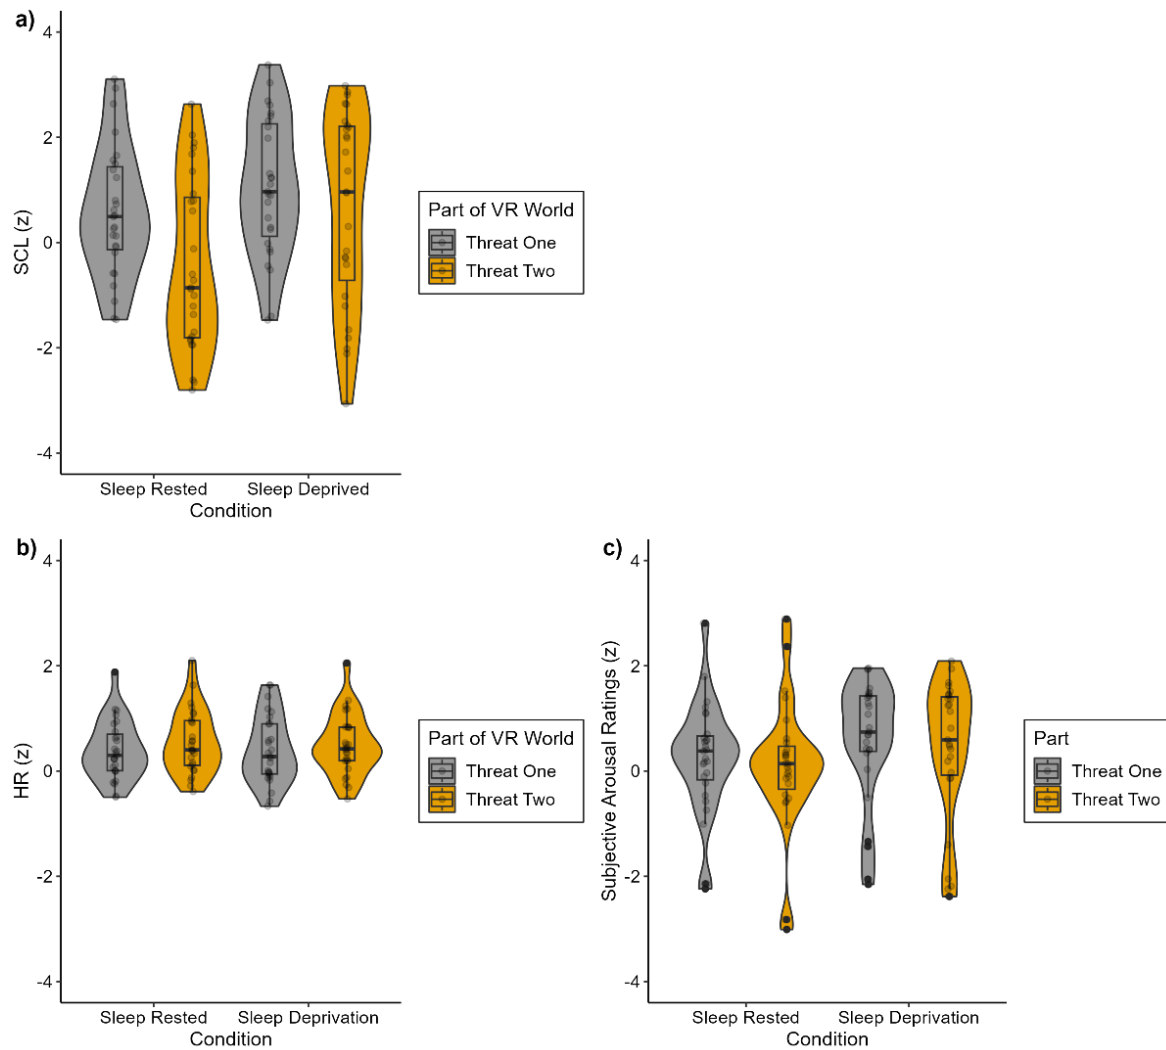 a)
4
2
0
-2
-4
SCL (z)
Sleep Rested
Sleep Deprived
Condition
Part of VR World
Threat One
Threat Two
b)
4
2
0
-2
-4
HR (z)
Sleep Rested
Sleep Deprivation
Condition
Part of VR World
Threat One
Threat Two
c)
4
2
0
-2
-4
Subjective Arousal Ratings (z)
Sleep Rested
Sleep Deprivation
Condition
Part
Threat One
Threat Two